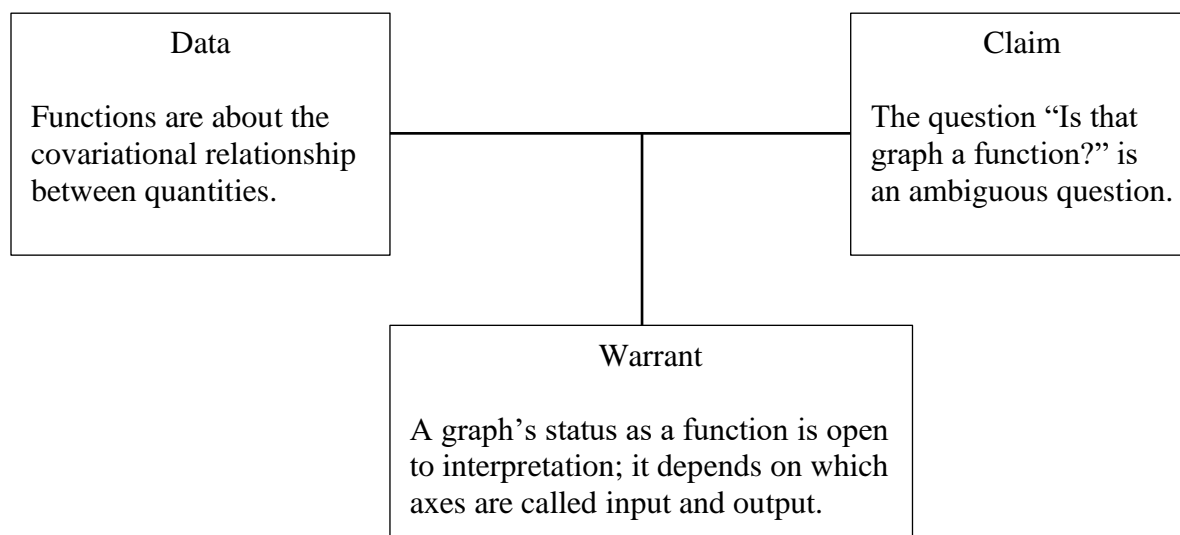 Data
Functions are about the
covariational relationship
between quantities.
Claim
The question “Is that
graph a function?” is
an ambiguous question.
Warrant
A graph’s status as a function is open
to interpretation; it depends on which
axes are called input and output.